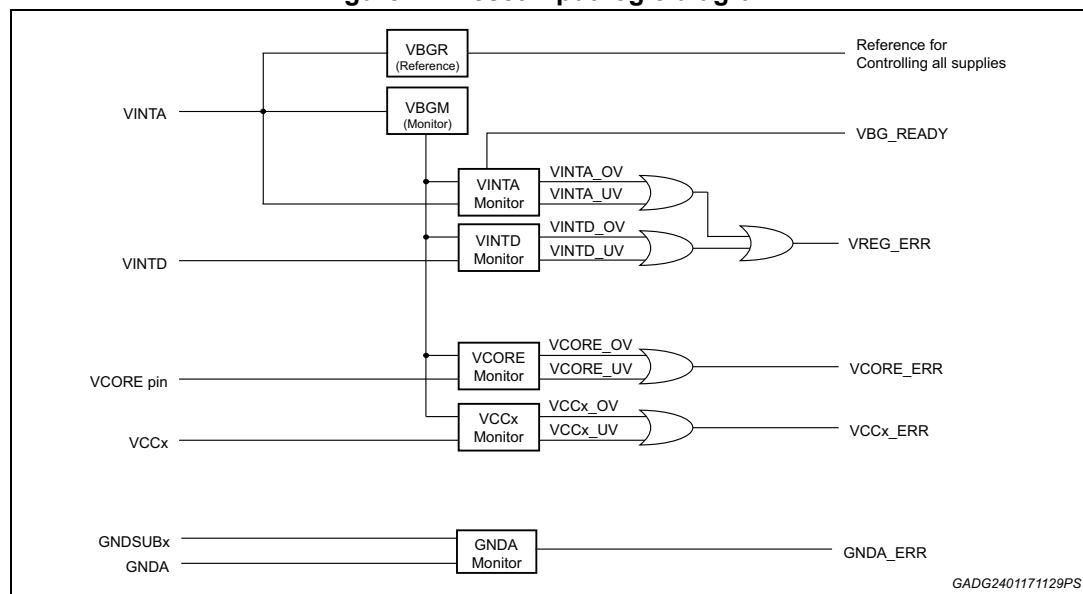 VBGR
(Reference)
Reference for
Controlling all supplies
VINTA
VBGM
(Monitor)
VBG_READY
VINTA
Monitor
VINTA_OV
VINTA_UV
VINTD
Monitor
VINTD_OV
VINTD_UV
VREG_ERR
VINTD
VCORE
Monitor
VCORE_OV
VCORE_UV
VCORE_ERR
VCORE pin
VCCx
Monitor
VCCx_OV
VCCx_UV
VCCx_ERR
VCCx
GNDSUBx
GNDA
GNDA
Monitor
GNDA_ERR
GADG2401171129PS